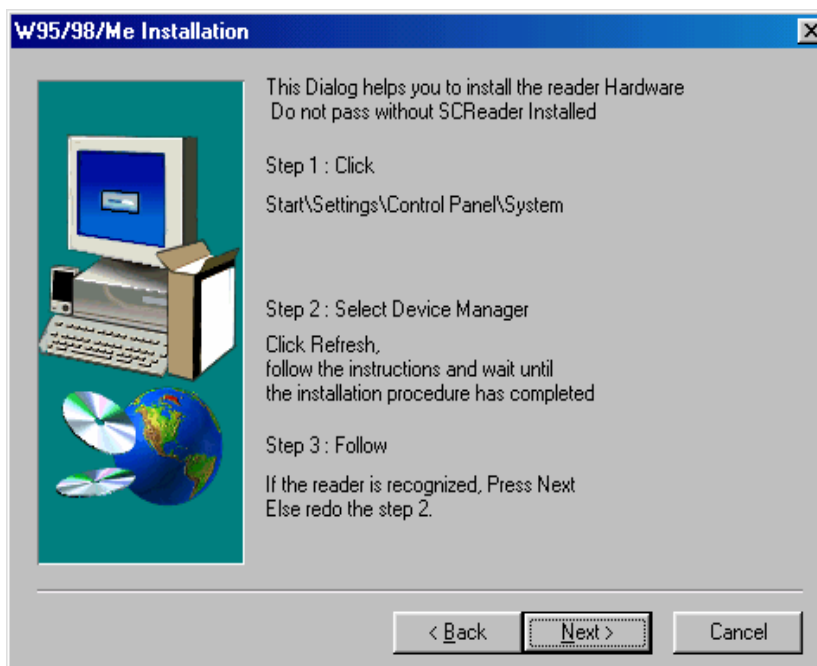 W95/98/Me Installation
This Dialog helps you to install the reader Hardware
Do not pass without SCReader Installed
Step 1 : Click
Start\Settings\Control Panel\System
Step 2 : Select Device Manager
Click Refresh,
follow the instructions and wait until
the installation procedure has completed
Step 3 : Follow
If the reader is recognized, Press Next
Else redo the step 2.
< Back
Next >
Cancel